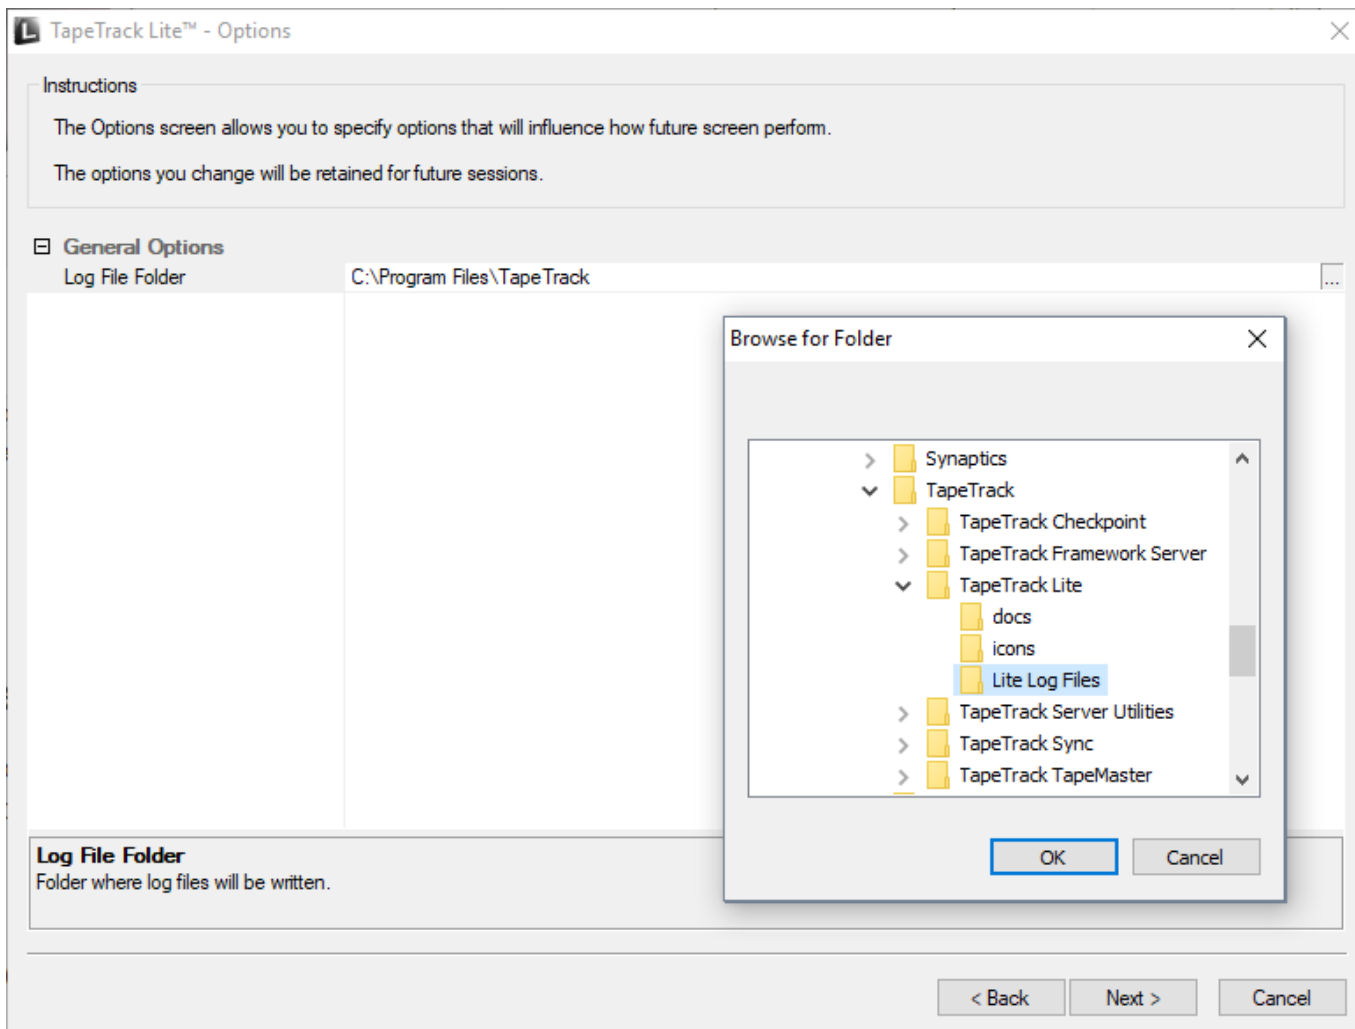 TapeTrack Lite™ - Options
Instructions
The Options screen allows you to specify options that will influence how future screen perform.
The options you change will be retained for future sessions.
General Options
Log File Folder C:\Program Files\TapeTrack ...
Browse for Folder
Synaptics
TapeTrack
TapeTrack Checkpoint
TapeTrack Framework Server
TapeTrack Lite
docs
icons
Lite Log Files
TapeTrack Server Utilities
TapeTrack Sync
TapeTrack TapeMaster
OK Cancel
Log File Folder
Folder where log files will be written.
< Back Next > Cancel